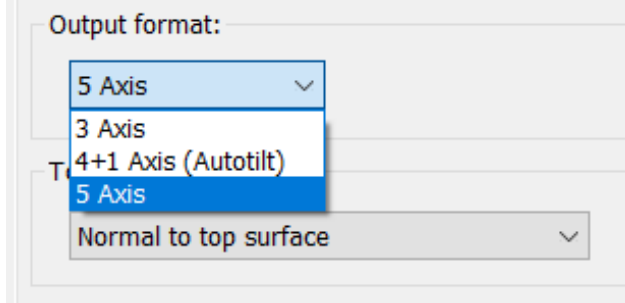 Output format:
5 Axis
3 Axis
4+1 Axis (Autotilt)
5 Axis
Normal to top surface